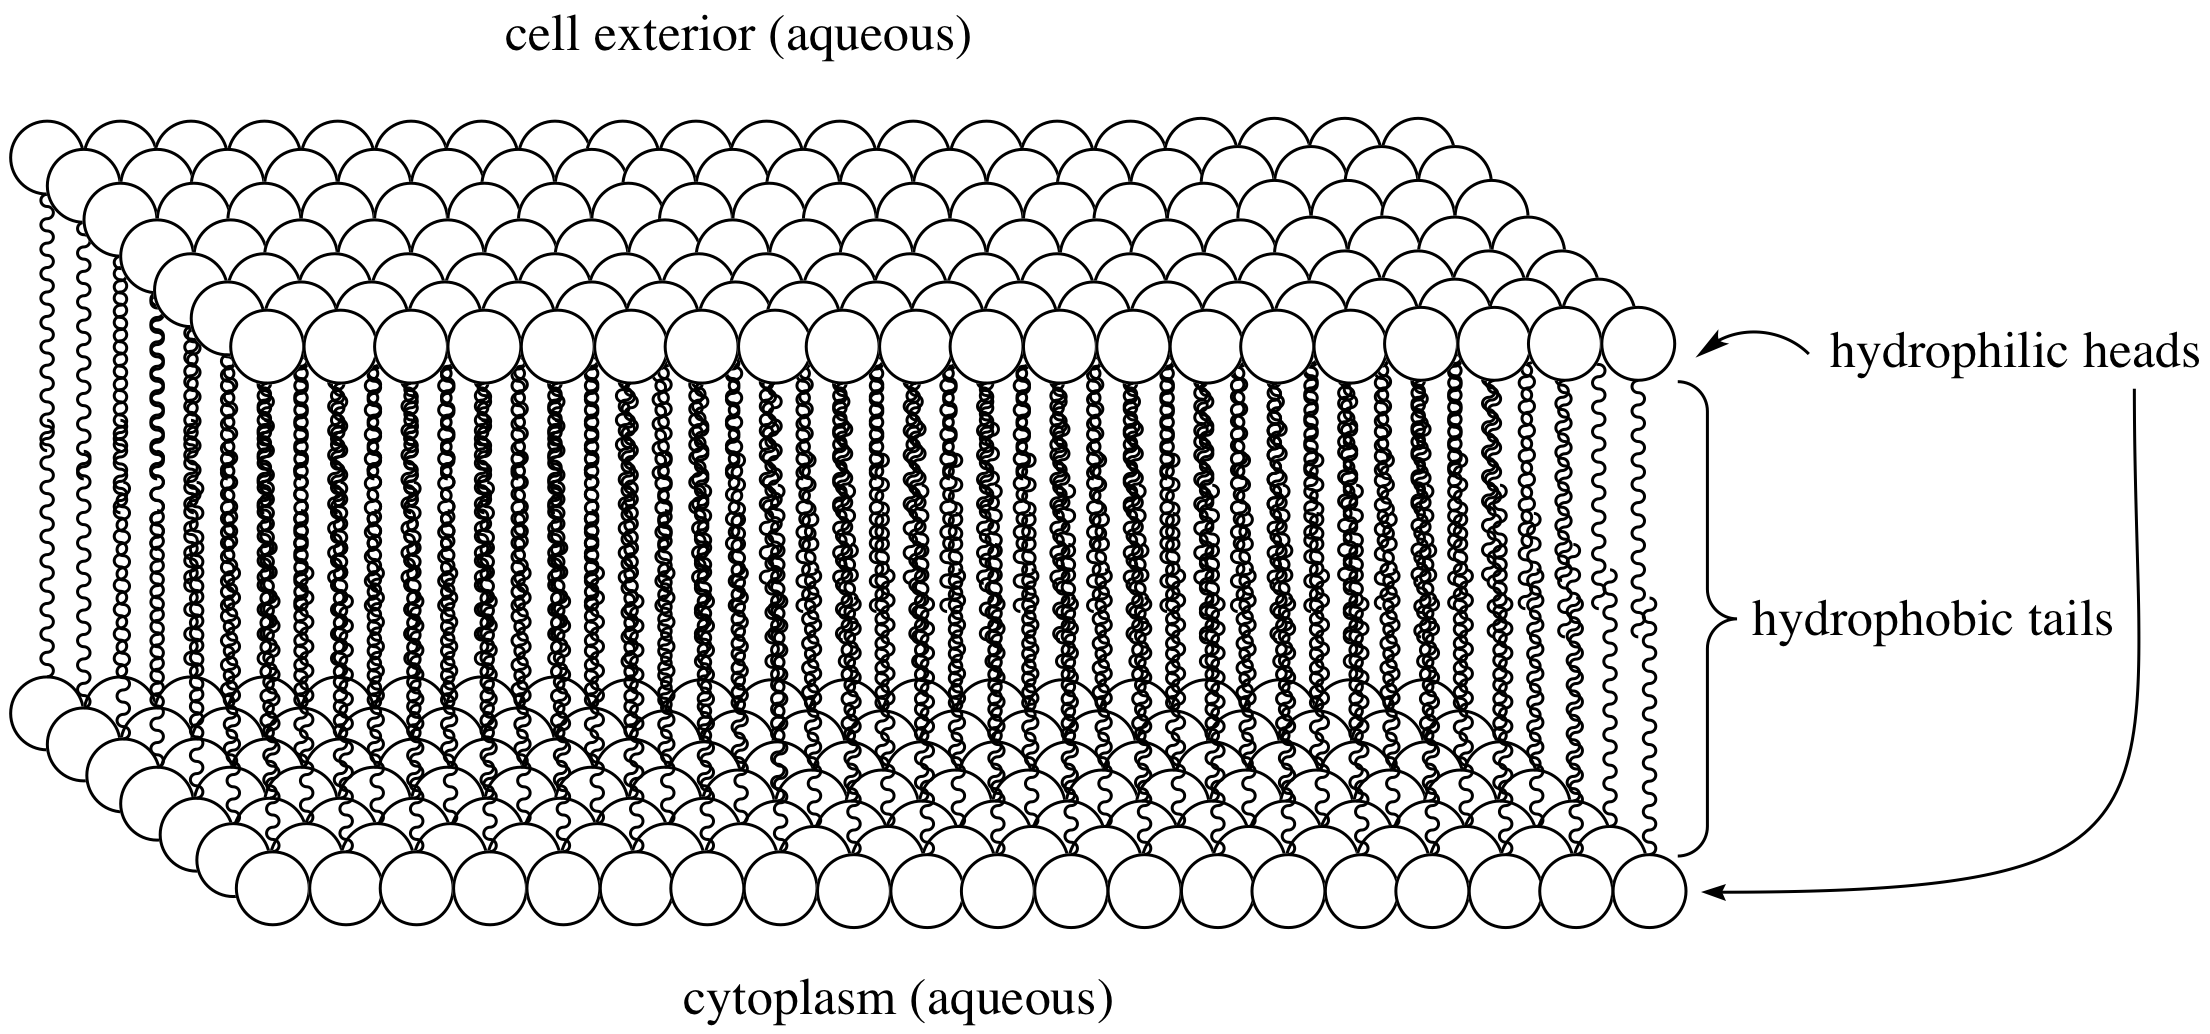 cell exterior (aqueous)
hydrophilic heads
hydrophobic tails
cytoplasm (aqueous)